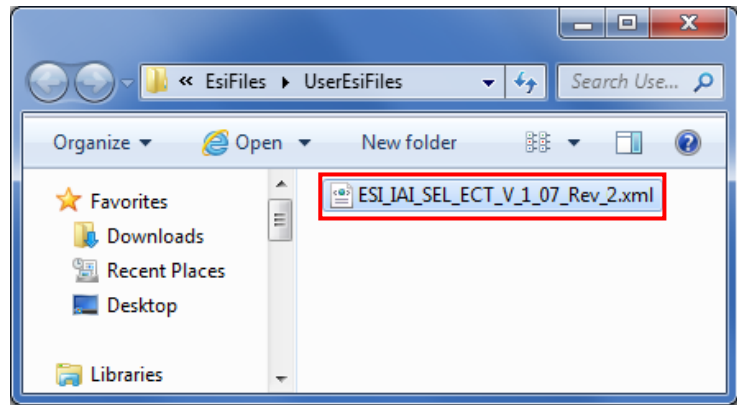 « EsiFiles ▸ UserEsiFiles
Search Use...
Organize Open New folder
Favorites
Downloads
Recent Places
Desktop
Libraries
ESI_IAI_SEL_ECT_V_1_07_Rev_2.xml